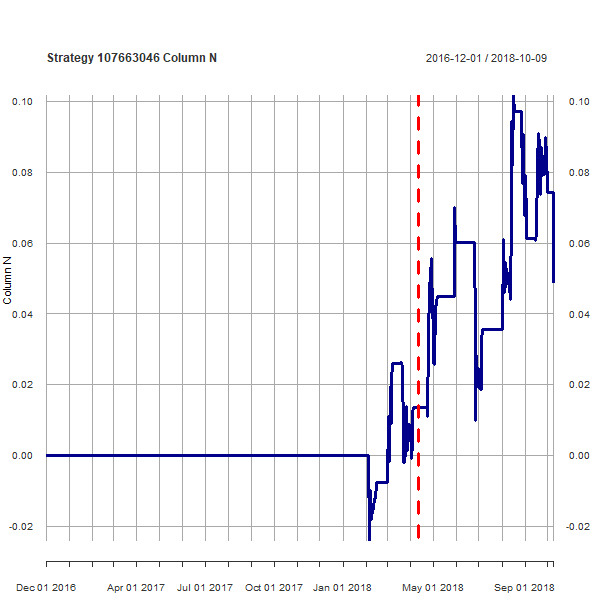 Strategy 107663046 Column N
2016-12-01 / 2018-10-09
0.10
0.10
0.08
0.08
0.06
0.06
Column N
0.04
0.04
0.02
0.02
0.00
0.00
-0.02
-0.02
Dec 01 2016
Apr 01 2017
Jul 01 2017
Oct 01 2017
Jan 01 2018
May 01 2018
Sep 01 2018